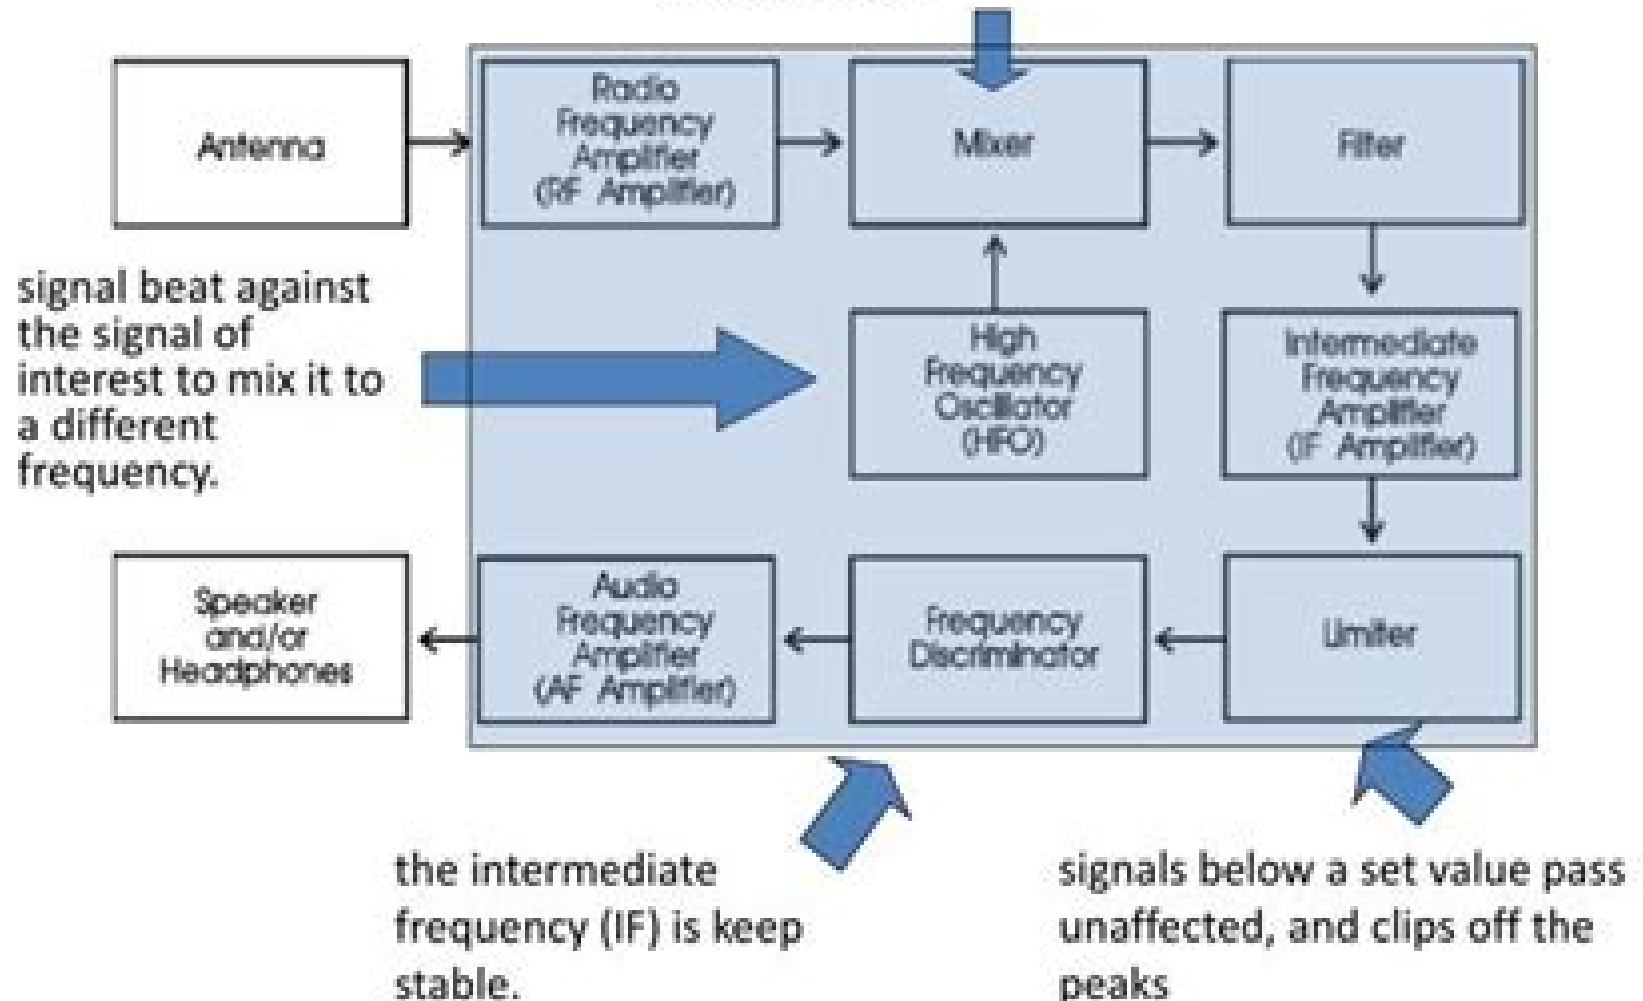 Antenna
Radio
Frequency
Amplifier
(RF Amplifier)
Mixer
Filter
signal beat against
the signal of
interest to mix it to
a different
frequency.
High
Frequency
Oscillator
(HFO)
Intermediate
Frequency
Amplifier
(IF Amplifier)
Speaker
and/or
Headphones
Audio
Frequency
Amplifier
(AF Amplifier)
Frequency
Discriminator
Limiter
the intermediate
frequency (IF) is keep
stable.
signals below a set value pass
unaffected, and clips off the
peaks